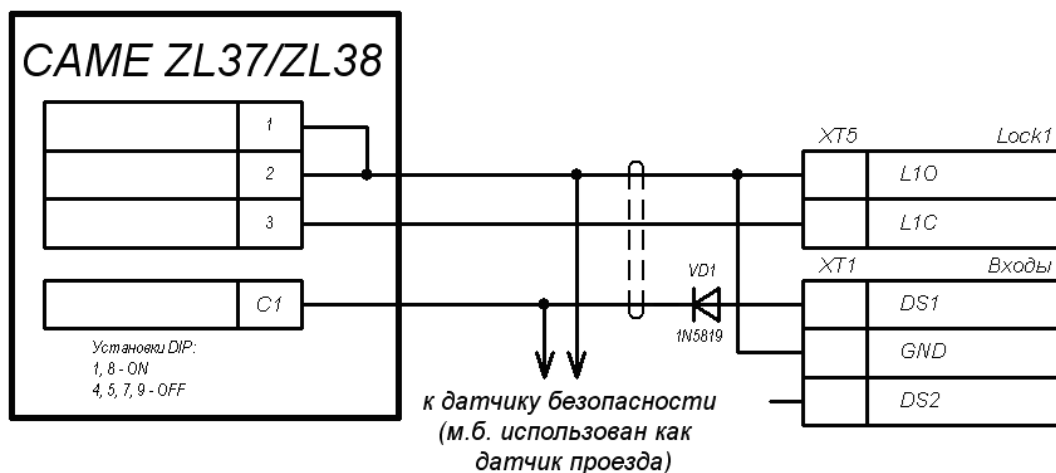 CAME ZL37/ZL38
1
2
3
C1
Установки DIP:
1, 8 - ON
4, 5, 7, 9 - OFF
XT5 Lock1
L1O
L1C
XT1 Входы
VD1
1N5819
DS1
GND
DS2
к датчику безопасности
(м.б. использован как
датчик проезда)